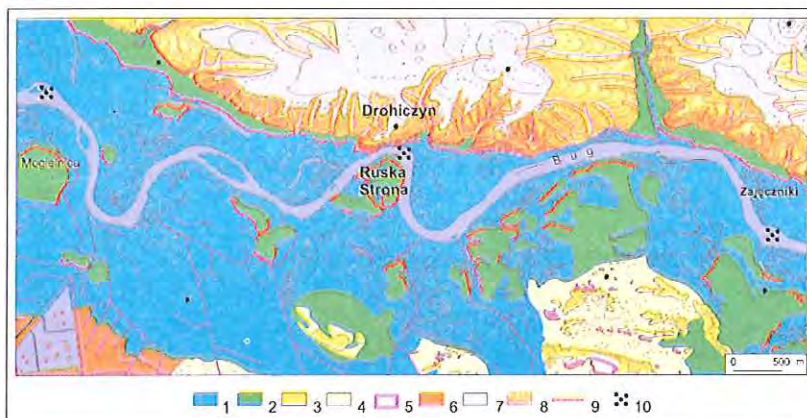 Drohiczyn
Mogielnica
Ruska
Strona
Bug
Zajęczniki
0 500 m
1 2 3 4 5 6 7 8 9 10